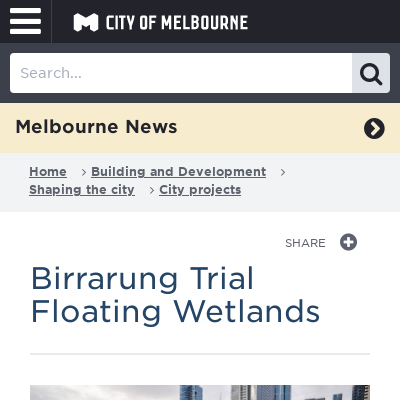 CITY OF MELBOURNE
Search...
Melbourne News
Home > Building and Development >
Shaping the city > City projects
SHARE
Birrarung Trial
Floating Wetlands